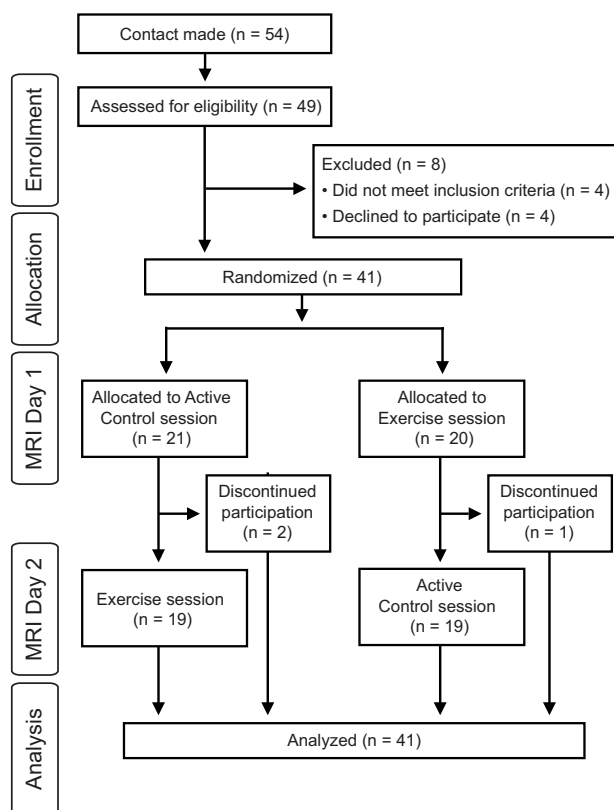 Contact made (n = 54)
Enrollment
Assessed for eligibility (n = 49)
Excluded (n = 8)
• Did not meet inclusion criteria (n = 4)
• Declined to participate (n = 4)
Allocation
Randomized (n = 41)
MRI Day 1
Allocated to Active
Control session
(n = 21)
Allocated to
Exercise session
(n = 20)
Discontinued
participation
(n = 2)
Discontinued
participation
(n = 1)
MRI Day 2
Exercise session
(n = 19)
Active
Control session
(n = 19)
Analysis
Analyzed (n = 41)